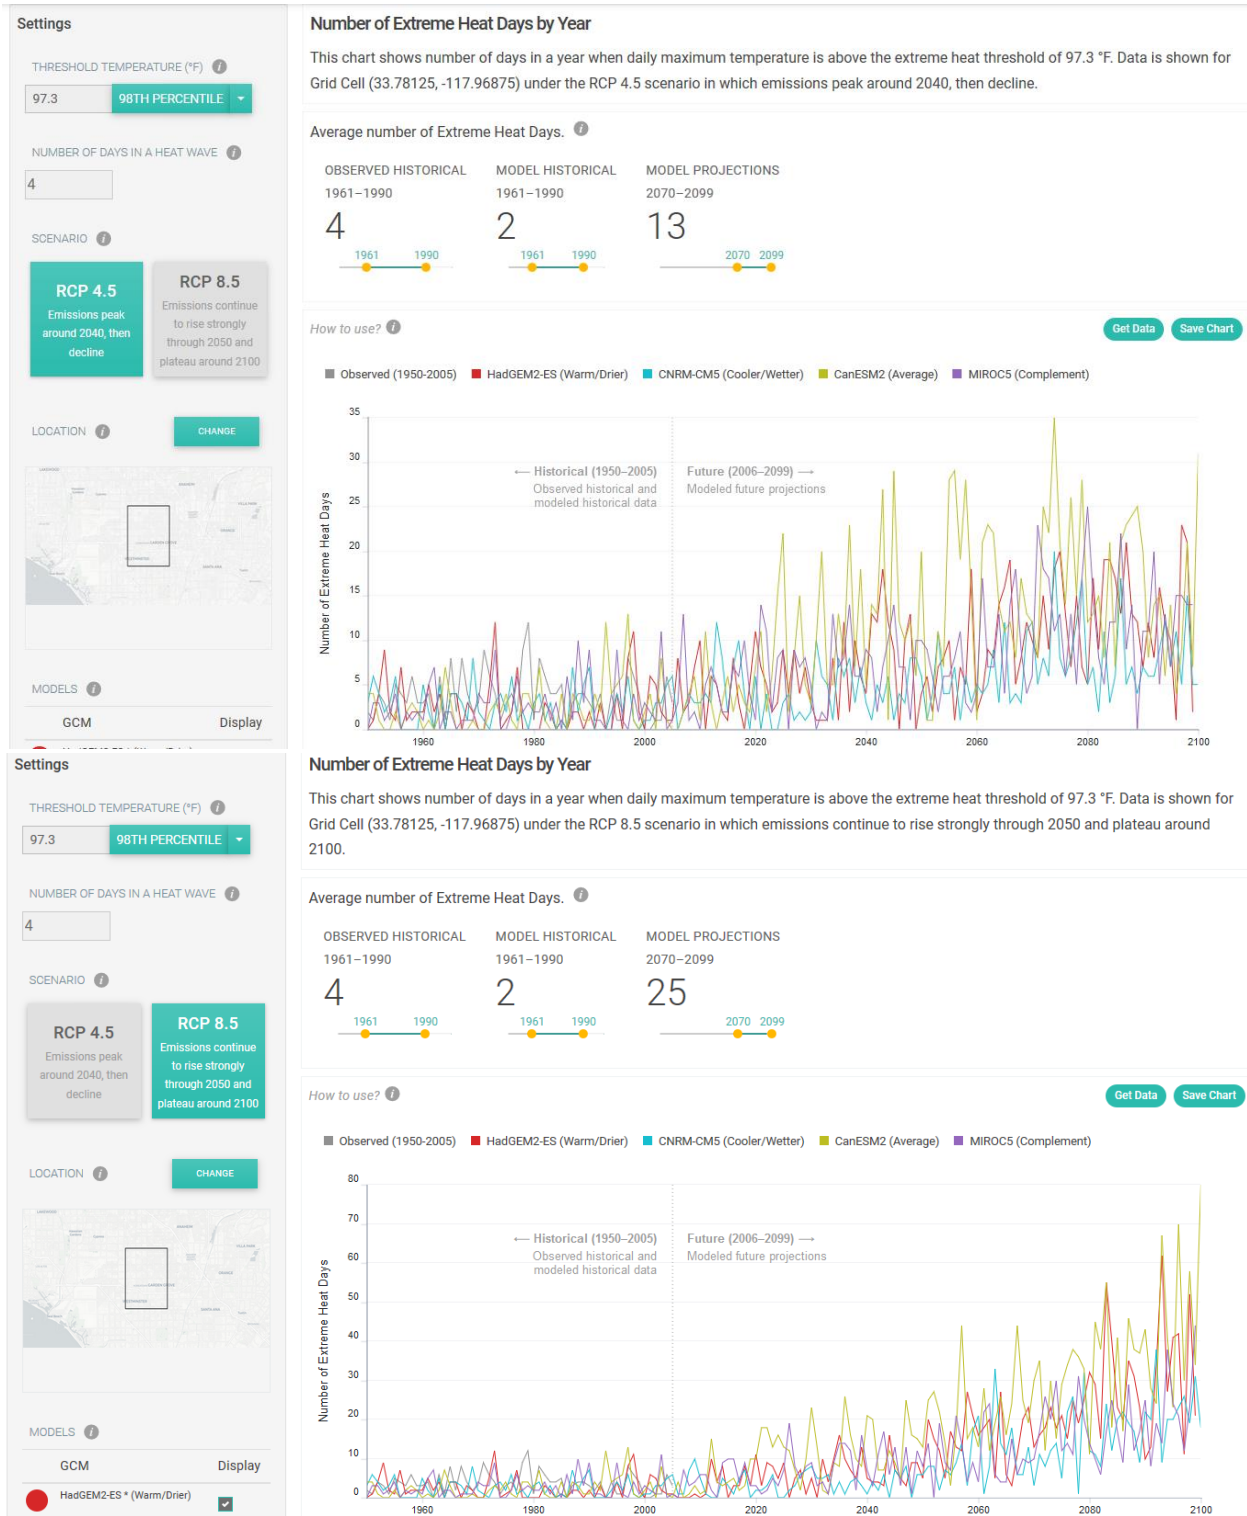 Settings
THRESHOLD TEMPERATURE (°F) i
97.3 98TH PERCENTILE
NUMBER OF DAYS IN A HEAT WAVE i
4
SCENARIO i
RCP 4.5
Emissions peak
around 2040, then
decline
RCP 8.5
Emissions continue
to rise strongly
through 2050 and
plateau around 2100
LOCATION i CHANGE
MODELS i
GCM Display
Number of Extreme Heat Days by Year
This chart shows number of days in a year when daily maximum temperature is above the extreme heat threshold of 97.3 °F. Data is shown for
Grid Cell (33.78125, -117.96875) under the RCP 4.5 scenario in which emissions peak around 2040, then decline.
Average number of Extreme Heat Days. i
OBSERVED HISTORICAL
1961–1990
4
1961 1990
MODEL HISTORICAL
1961–1990
2
1961 1990
MODEL PROJECTIONS
2070–2099
13
2070 2099
How to use? i Get Data Save Chart
Observed (1950-2005) HadGEM2-ES (Warm/Drier) CNRM-CM5 (Cooler/Wetter) CanESM2 (Average) MIROC5 (Complement)
Number of Extreme Heat Days
35
30
25
20
15
10
5
0
← Historical (1950–2005)
Observed historical and
modeled historical data
Future (2006–2099) →
Modeled future projections
1960 1980 2000 2020 2040 2060 2080 2100
Settings
THRESHOLD TEMPERATURE (°F) i
97.3 98TH PERCENTILE
NUMBER OF DAYS IN A HEAT WAVE i
4
SCENARIO i
RCP 4.5
Emissions peak
around 2040, then
decline
RCP 8.5
Emissions continue
to rise strongly
through 2050 and
plateau around 2100
LOCATION i CHANGE
MODELS i
GCM Display
HadGEM2-ES * (Warm/Drier)
Number of Extreme Heat Days by Year
This chart shows number of days in a year when daily maximum temperature is above the extreme heat threshold of 97.3 °F. Data is shown for
Grid Cell (33.78125, -117.96875) under the RCP 8.5 scenario in which emissions continue to rise strongly through 2050 and plateau around
2100.
Average number of Extreme Heat Days. i
OBSERVED HISTORICAL
1961–1990
4
1961 1990
MODEL HISTORICAL
1961–1990
2
1961 1990
MODEL PROJECTIONS
2070–2099
25
2070 2099
How to use? i Get Data Save Chart
Observed (1950-2005) HadGEM2-ES (Warm/Drier) CNRM-CM5 (Cooler/Wetter) CanESM2 (Average) MIROC5 (Complement)
Number of Extreme Heat Days
80
70
60
50
40
30
20
10
0
← Historical (1950–2005)
Observed historical and
modeled historical data
Future (2006–2099) →
Modeled future projections
1960 1980 2000 2020 2040 2060 2080 2100